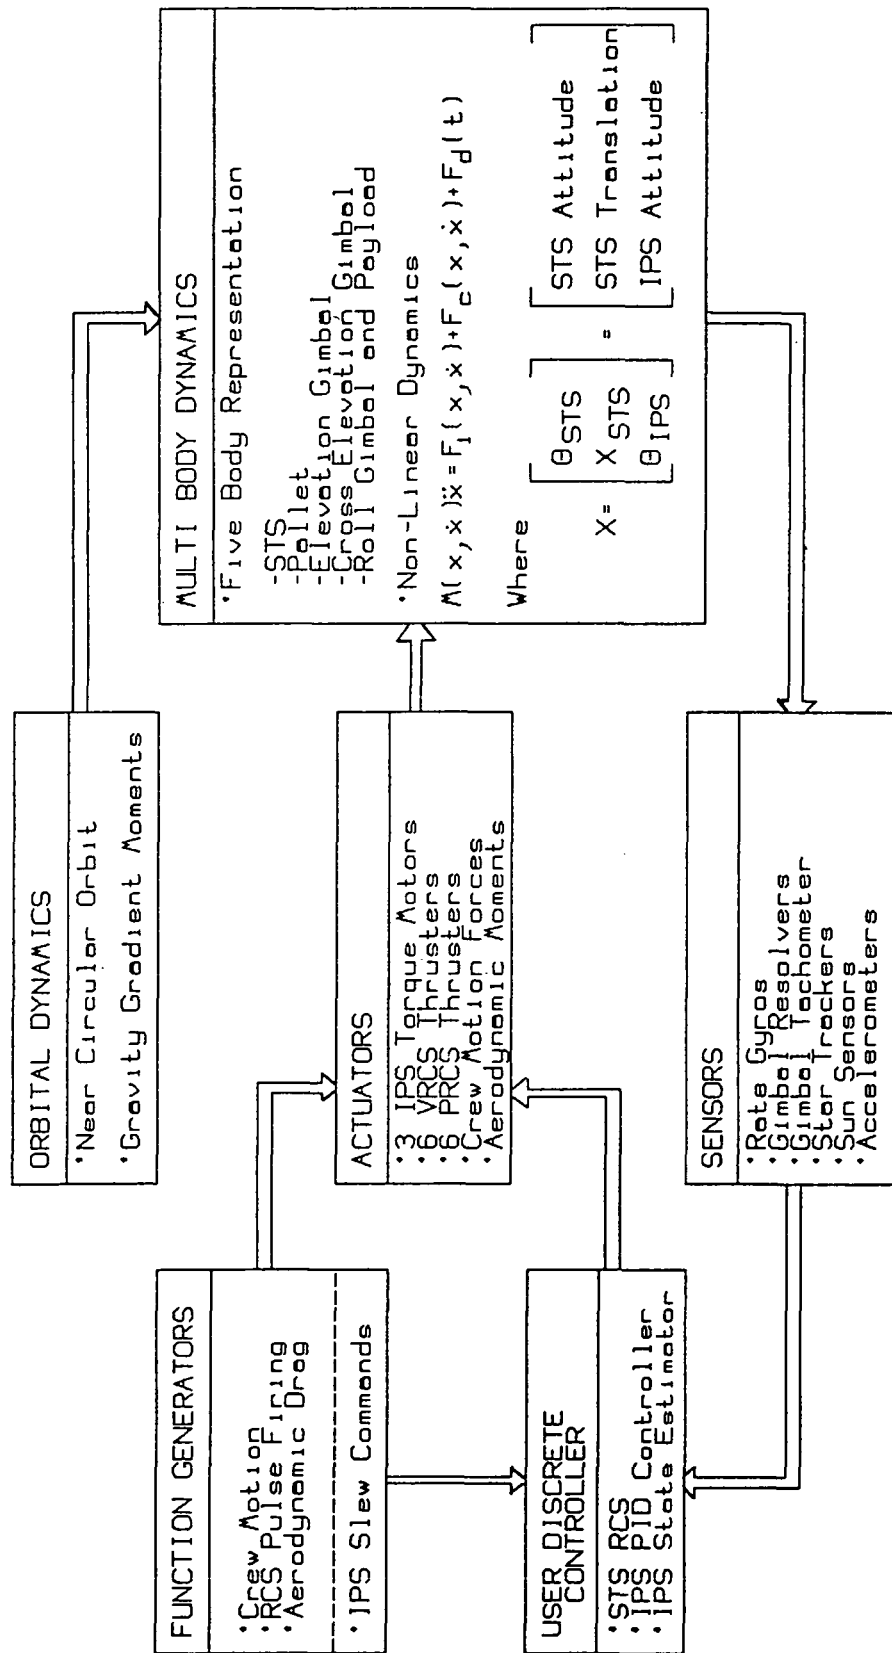 ORBITAL DYNAMICS
'Near Circular Orbit
'Gravity Gradient Moments
FUNCTION GENERATORS
'Crew Motion
'RCS Pulse Firing
'Aerodynamic Drag
'IPS Slew Commands
ACTUATORS
'3 IPS Torque Motors
'6 VRCS Thrusters
'6 PRCS Thrusters
'Crew Motion Forces
'Aerodynamic Moments
MULTI BODY DYNAMICS
'Five Body Representation
-STS
-Pallet
-Elevation Gimbal
-Cross Elevation Gimbal
-Roll Gimbal and Payload
'Non-Linear Dynamics
M(x,ẋ)ẍ = F_i(x,ẋ)+F_c(x,ẋ)+F_d(t)
Where
X= [ θ_STS X_STS θ_IPS ] = [ STS Attitude STS Translation IPS Attitude ]
USER DISCRETE
CONTROLLER
'STS RCS
'IPS PID Controller
'IPS State Estimator
SENSORS
'Rate Gyros
'Gimbal Resolvers
'Gimbal Tachometer
'Star Trackers
'Sun Sensors
'Accelerometers